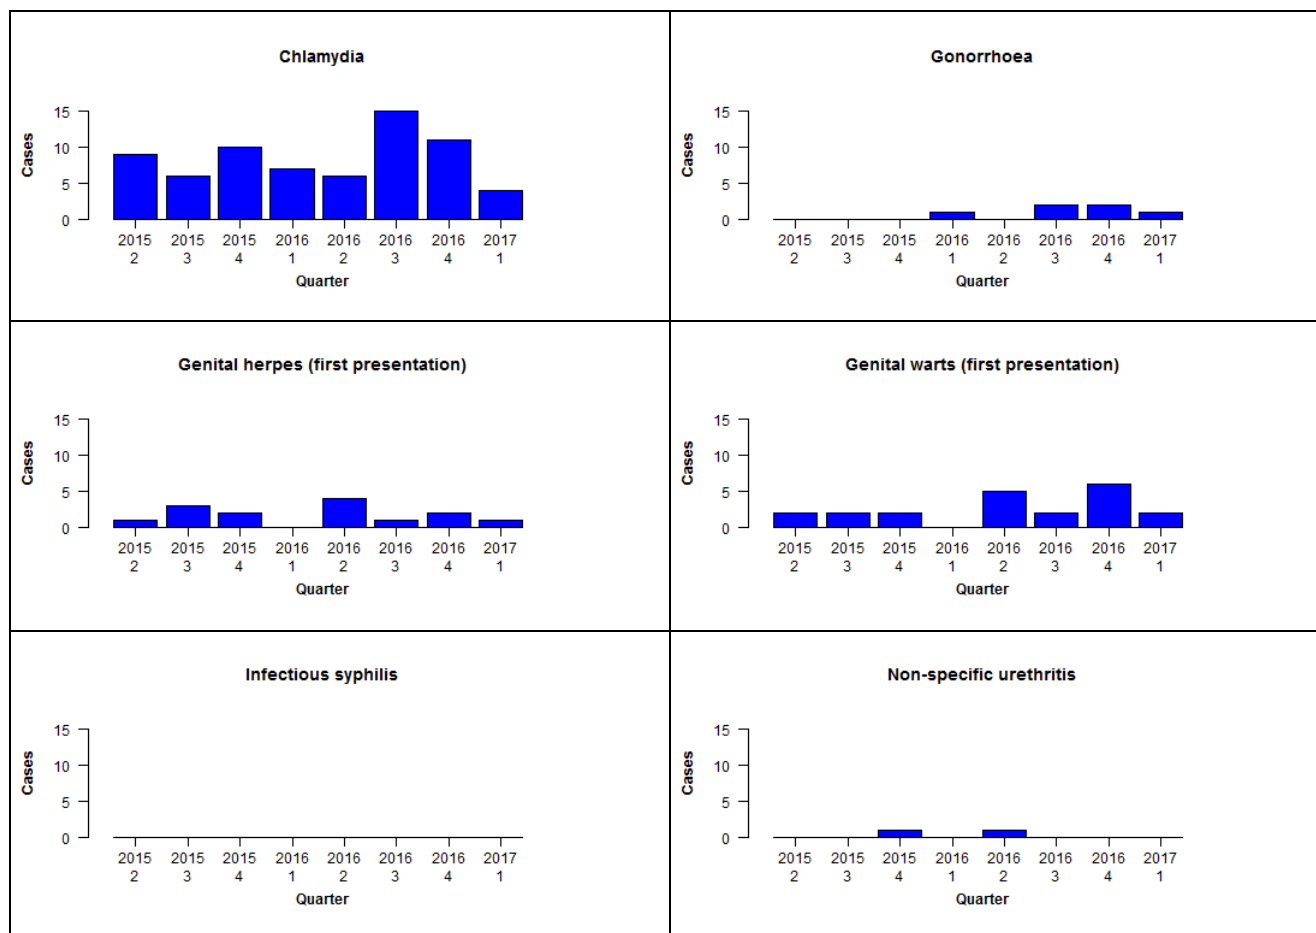 Chlamydia
Cases
15
10
5
0
2015 2015 2015 2016 2016 2016 2016 2017
2 3 4 1 2 3 4 1
Quarter
Gonorrhoea
Cases
15
10
5
0
2015 2015 2015 2016 2016 2016 2016 2017
2 3 4 1 2 3 4 1
Quarter
Genital herpes (first presentation)
Cases
15
10
5
0
2015 2015 2015 2016 2016 2016 2016 2017
2 3 4 1 2 3 4 1
Quarter
Genital warts (first presentation)
Cases
15
10
5
0
2015 2015 2015 2016 2016 2016 2016 2017
2 3 4 1 2 3 4 1
Quarter
Infectious syphilis
Cases
15
10
5
0
2015 2015 2015 2016 2016 2016 2016 2017
2 3 4 1 2 3 4 1
Quarter
Non-specific urethritis
Cases
15
10
5
0
2015 2015 2015 2016 2016 2016 2016 2017
2 3 4 1 2 3 4 1
Quarter